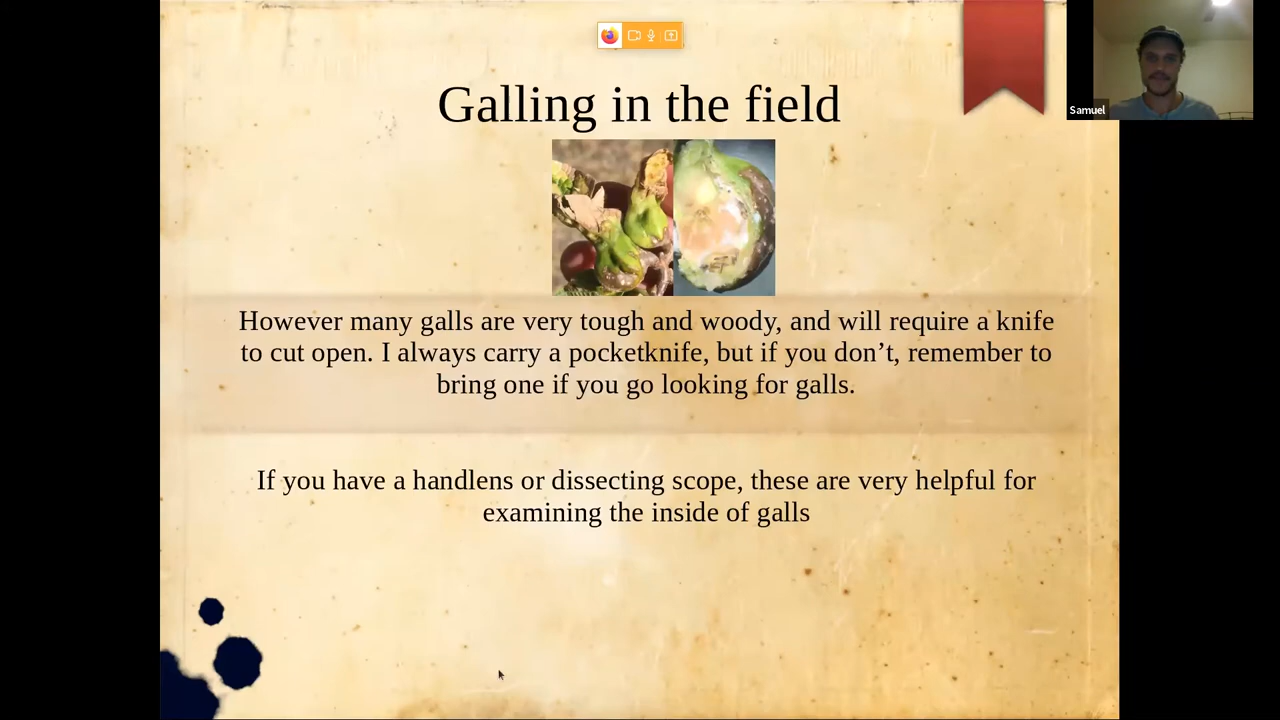 Samuel
Galling in the field
However many galls are very tough and woody, and will require a knife
to cut open. I always carry a pocketknife, but if you don’t, remember to
bring one if you go looking for galls.
If you have a handlens or dissecting scope, these are very helpful for
examining the inside of galls